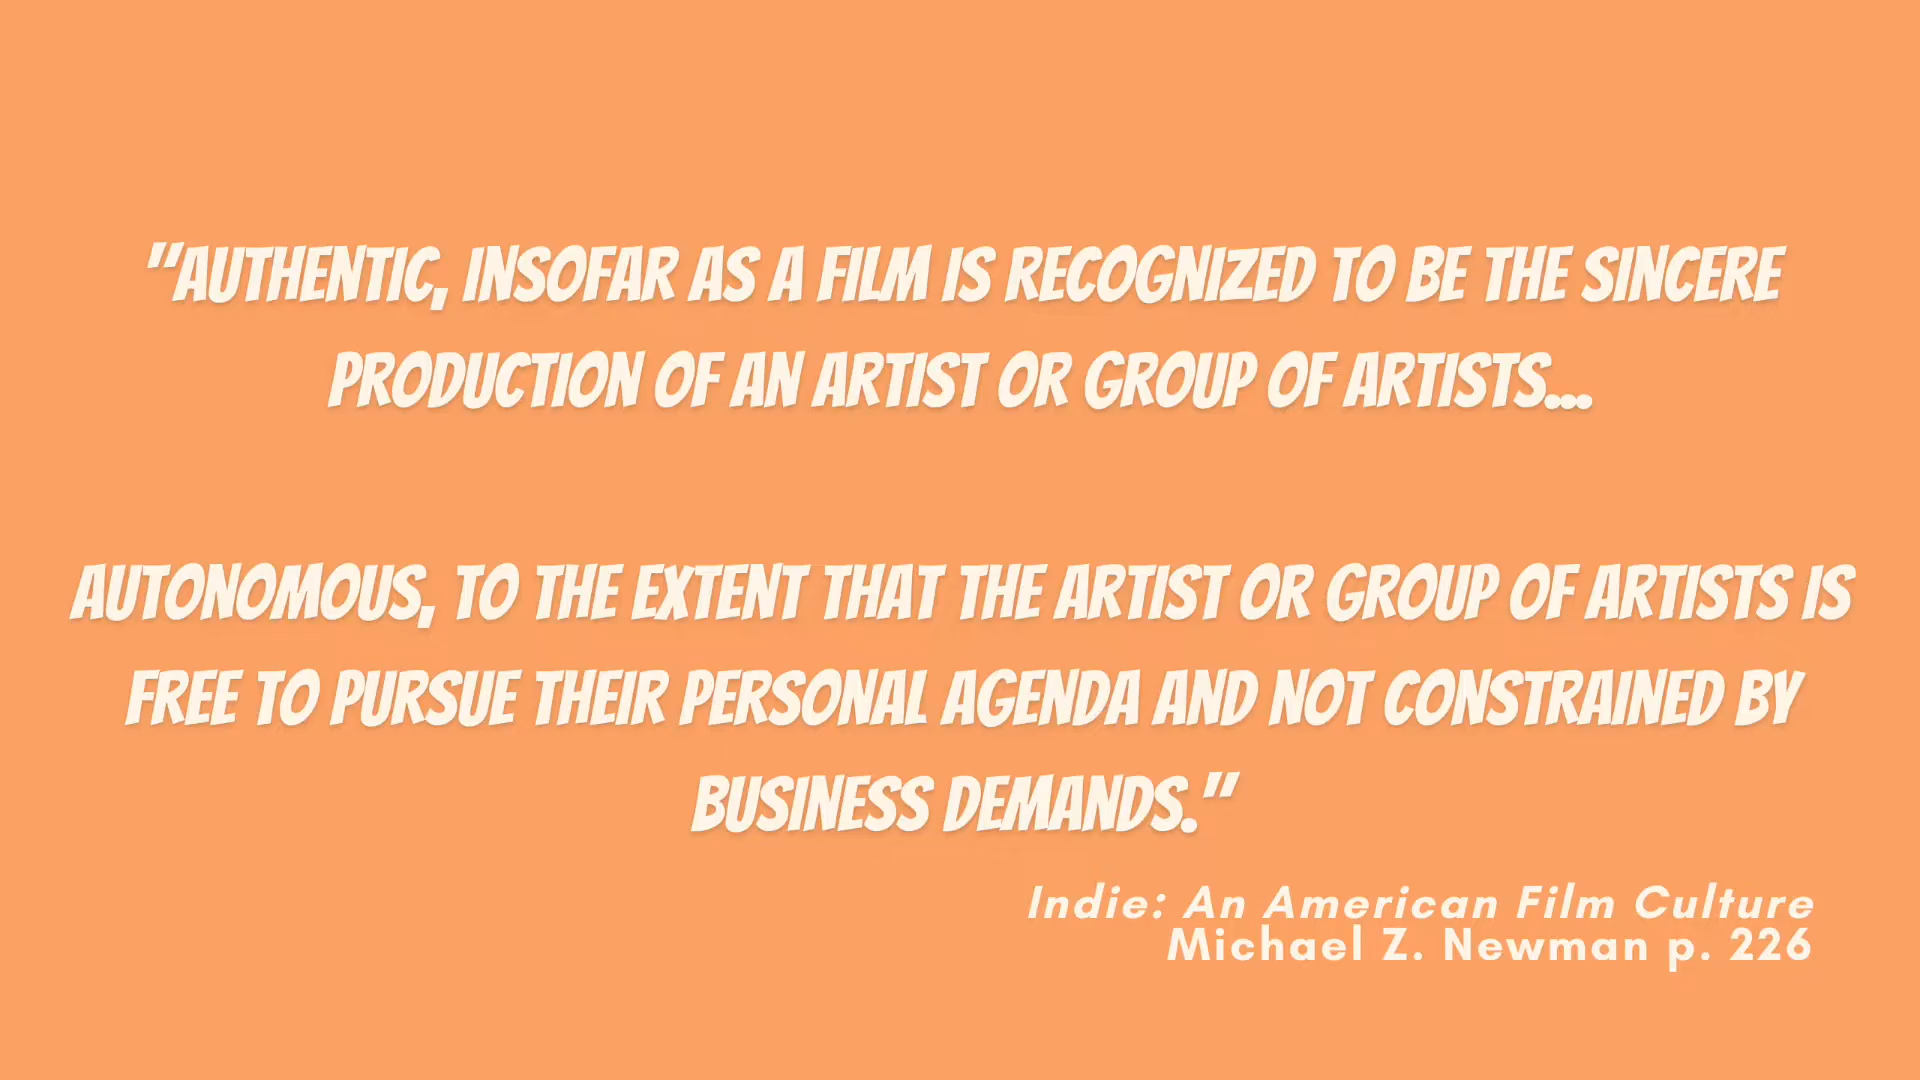 "AUTHENTIC, INSOFAR AS A FILM IS RECOGNIZED TO BE THE SINCERE
PRODUCTION OF AN ARTIST OR GROUP OF ARTISTS...
AUTONOMOUS, TO THE EXTENT THAT THE ARTIST OR GROUP OF ARTISTS IS
FREE TO PURSUE THEIR PERSONAL AGENDA AND NOT CONSTRAINED BY
BUSINESS DEMANDS."
Indie: An American Film Culture
Michael Z. Newman p. 226